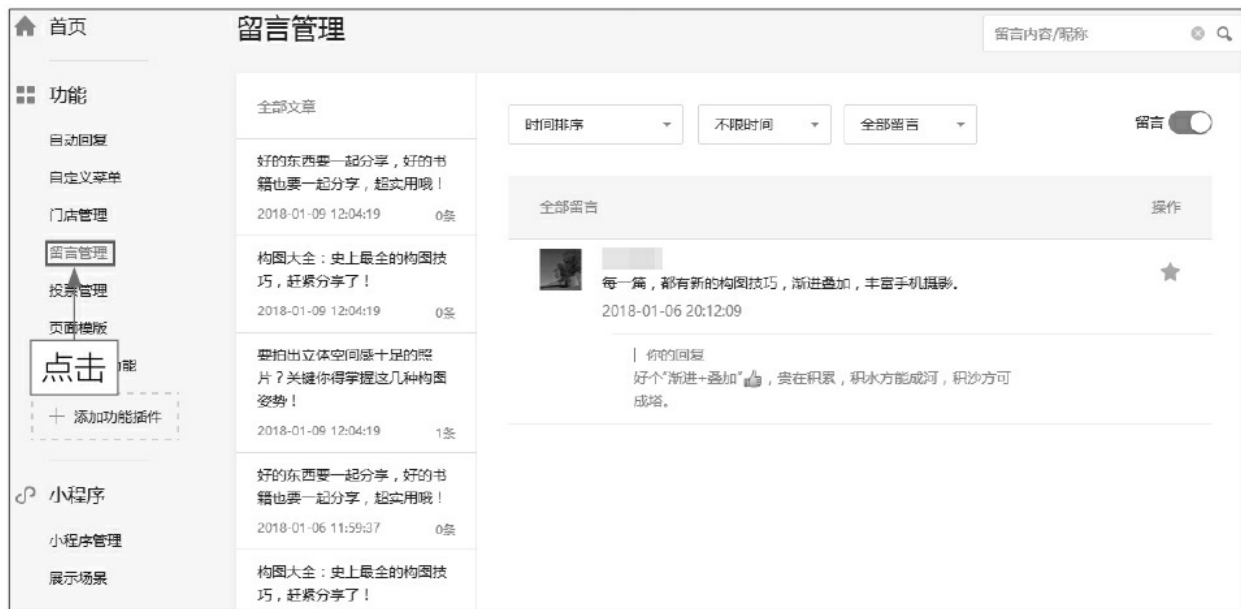 首页
功能
自动回复
自定义菜单
门店管理
留言管理
投票管理
页面模版
点击
能
添加功能插件
小程序
小程序管理
展示场景
留言管理
留言内容/昵称
全部文章
好的东西要一起分享，好的书
籍也要一起分享，超实用哦！
2018-01-09 12:04:19 0条
构图大全：史上最全的构图技
巧，赶紧分享了！
2018-01-09 12:04:19 0条
要拍出立体空间感十足的照
片？关键你得掌握这几种构图
姿势！
2018-01-09 12:04:19 1条
好的东西要一起分享，好的书
籍也要一起分享，超实用哦！
2018-01-06 11:59:37 0条
构图大全：史上最全的构图技
巧，赶紧分享了！
时间排序 不限时间 全部留言 留言
全部留言 操作
每一篇，都有新的构图技巧，渐进叠加，丰富手机摄影。
2018-01-06 20:12:09
你的回复
好个"渐进+叠加"👍，贵在积累，积水方能成河，积沙方可
成塔。